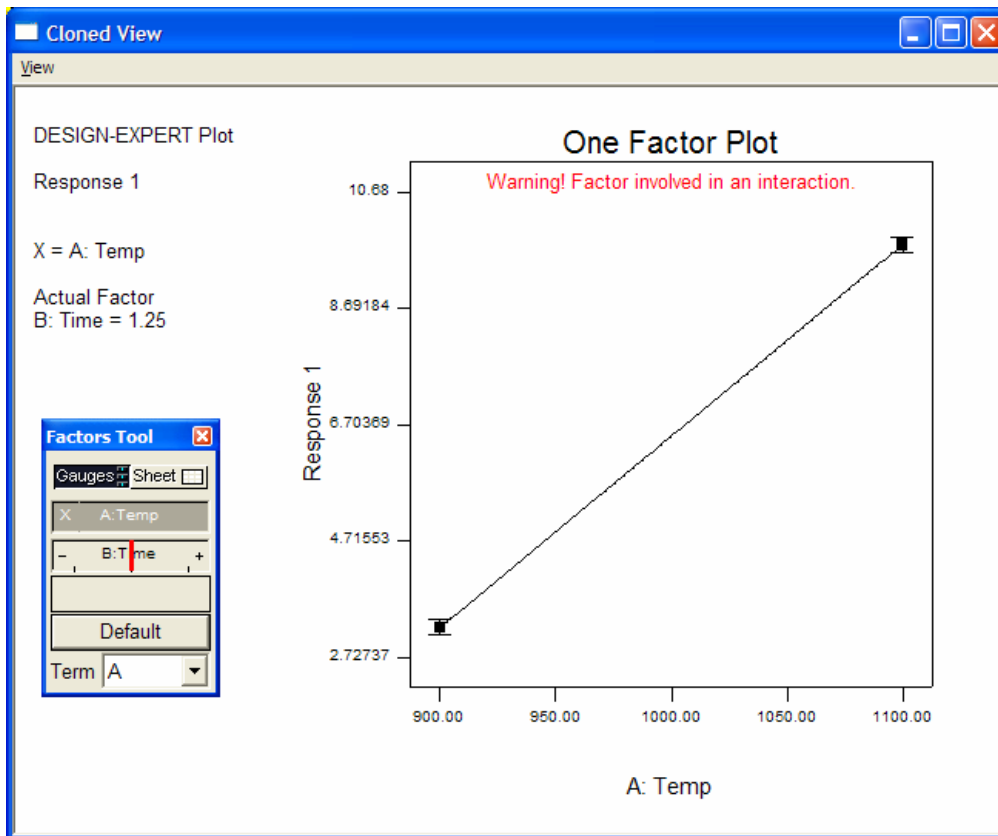 Cloned View
View
DESIGN-EXPERT Plot
Response 1
X = A: Temp
Actual Factor
B: Time = 1.25
Factors Tool
Gauges Sheet
X A:Temp
- B:Time +
Default
Term A
One Factor Plot
Warning! Factor involved in an interaction.
Response 1
10.68
8.69184
6.70369
4.71553
2.72737
900.00 950.00 1000.00 1050.00 1100.00
A: Temp